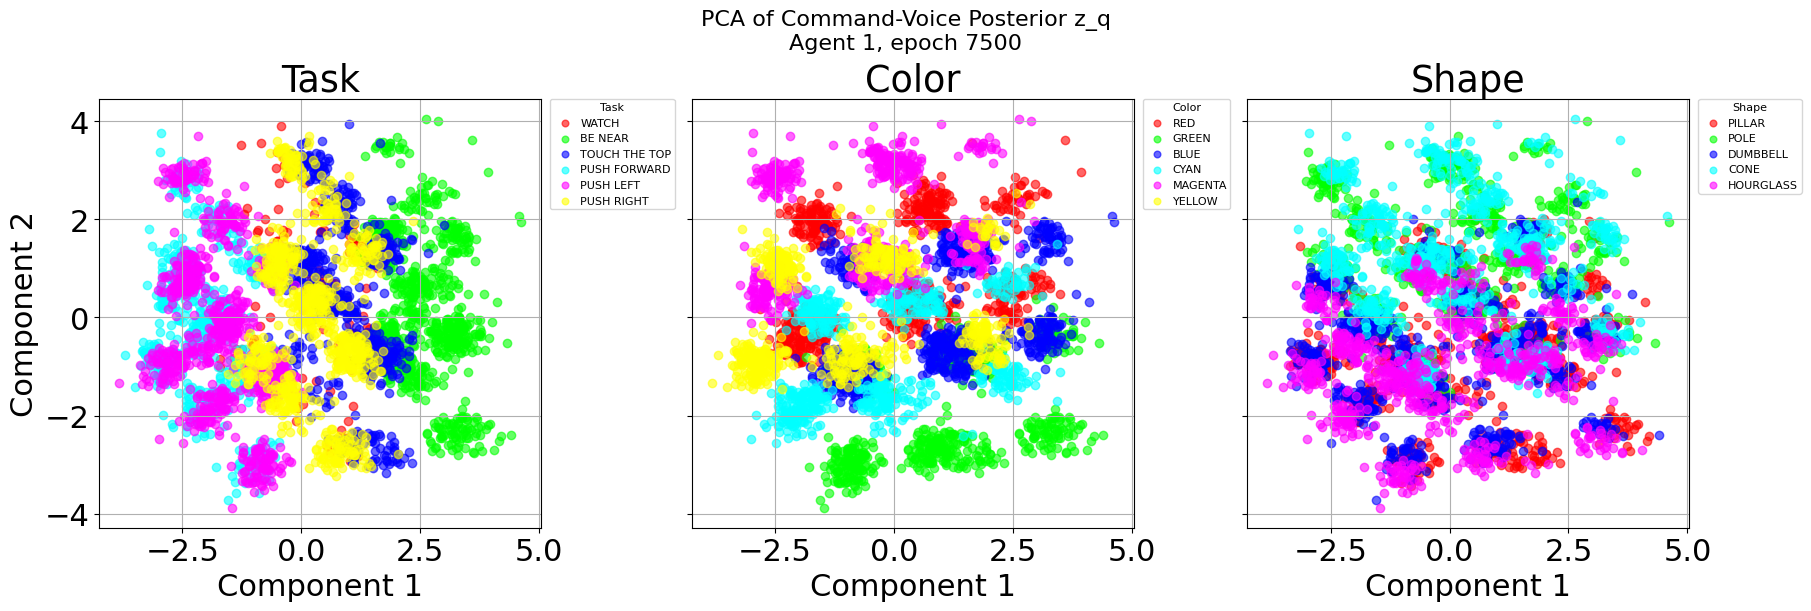 PCA of Command-Voice Posterior z_q
Agent 1, epoch 7500
Task
Color
Shape
Task
WATCH
BE NEAR
TOUCH THE TOP
PUSH FORWARD
PUSH LEFT
PUSH RIGHT
Color
RED
GREEN
BLUE
CYAN
MAGENTA
YELLOW
Shape
PILLAR
POLE
DUMBBELL
CONE
HOURGLASS
Component 2
4
2
0
−2
−4
−2.5 0.0 2.5 5.0
−2.5 0.0 2.5 5.0
−2.5 0.0 2.5 5.0
Component 1
Component 1
Component 1